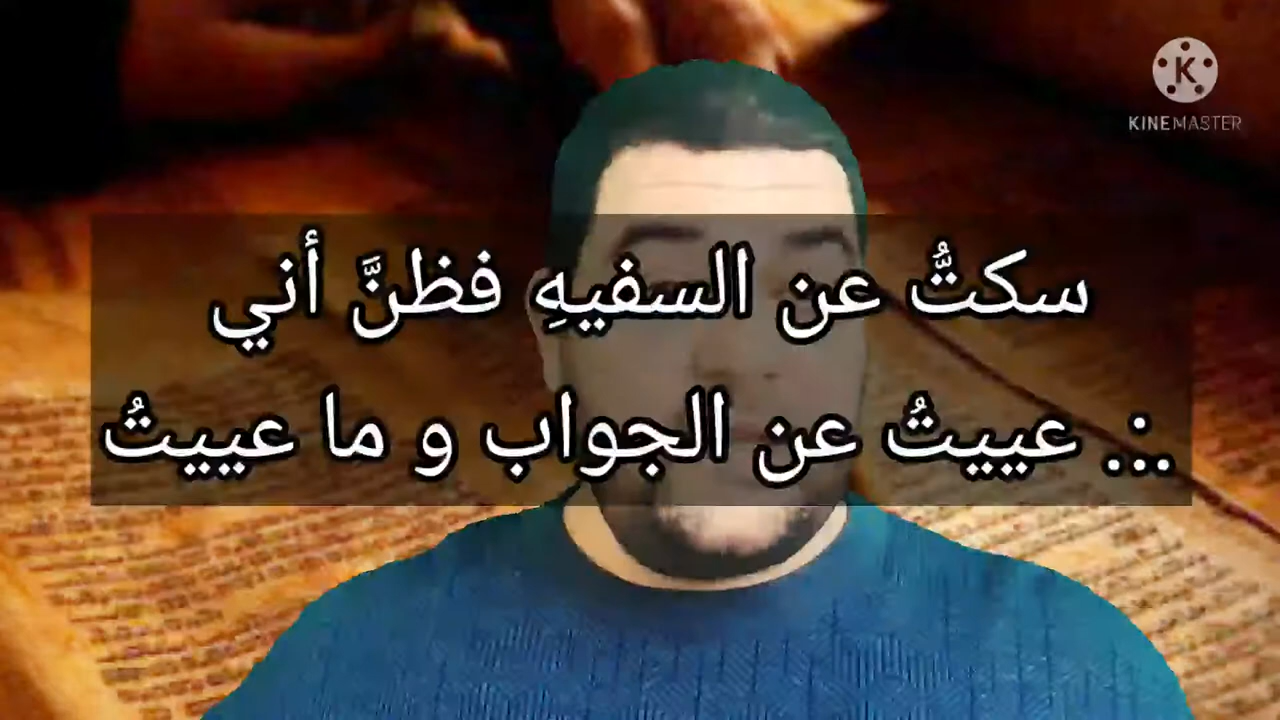 KINEMASTER
سكتُّ عن السفيهِ فظنَّ أني
.:. عييتُ عن الجواب و ما عييتُ